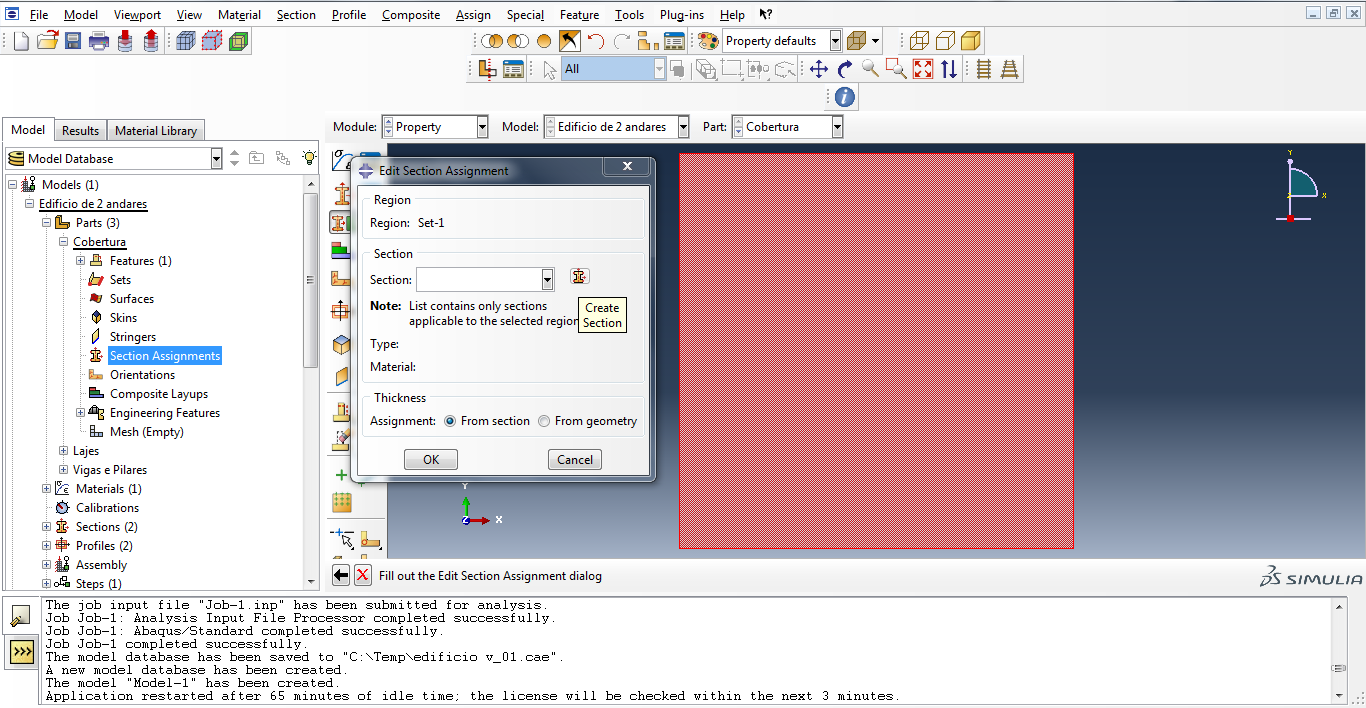 File Model Viewport View Material Section Profile Composite Assign Special Feature Tools Plug-ins Help
Property defaults
All
Model Results Material Library
Module: Property Model: Edificio de 2 andares Part: Cobertura
Model Database
Models (1)
Edificio de 2 andares
Parts (3)
Cobertura
Features (1)
Sets
Surfaces
Skins
Stringers
Section Assignments
Orientations
Composite Layups
Engineering Features
Mesh (Empty)
Lajes
Vigas e Pilares
Materials (1)
Calibrations
Sections (2)
Profiles (2)
Assembly
Steps (1)
Edit Section Assignment
Region
Region: Set-1
Section
Section:
Note: List contains only sections
applicable to the selected region
Create
Section
Type:
Material:
Thickness
Assignment: From section From geometry
OK Cancel
Y
X
Y
Z X
Fill out the Edit Section Assignment dialog
SIMULIA
The job input file "Job-1.inp" has been submitted for analysis.
Job Job-1: Analysis Input File Processor completed successfully.
Job Job-1: Abaqus/Standard completed successfully.
Job Job-1 completed successfully.
The model database has been saved to "C:\Temp\edificio v_01.cae".
A new model database has been created.
The model "Model-1" has been created.
Application restarted after 65 minutes of idle time; the license will be checked within the next 3 minutes.
>>>